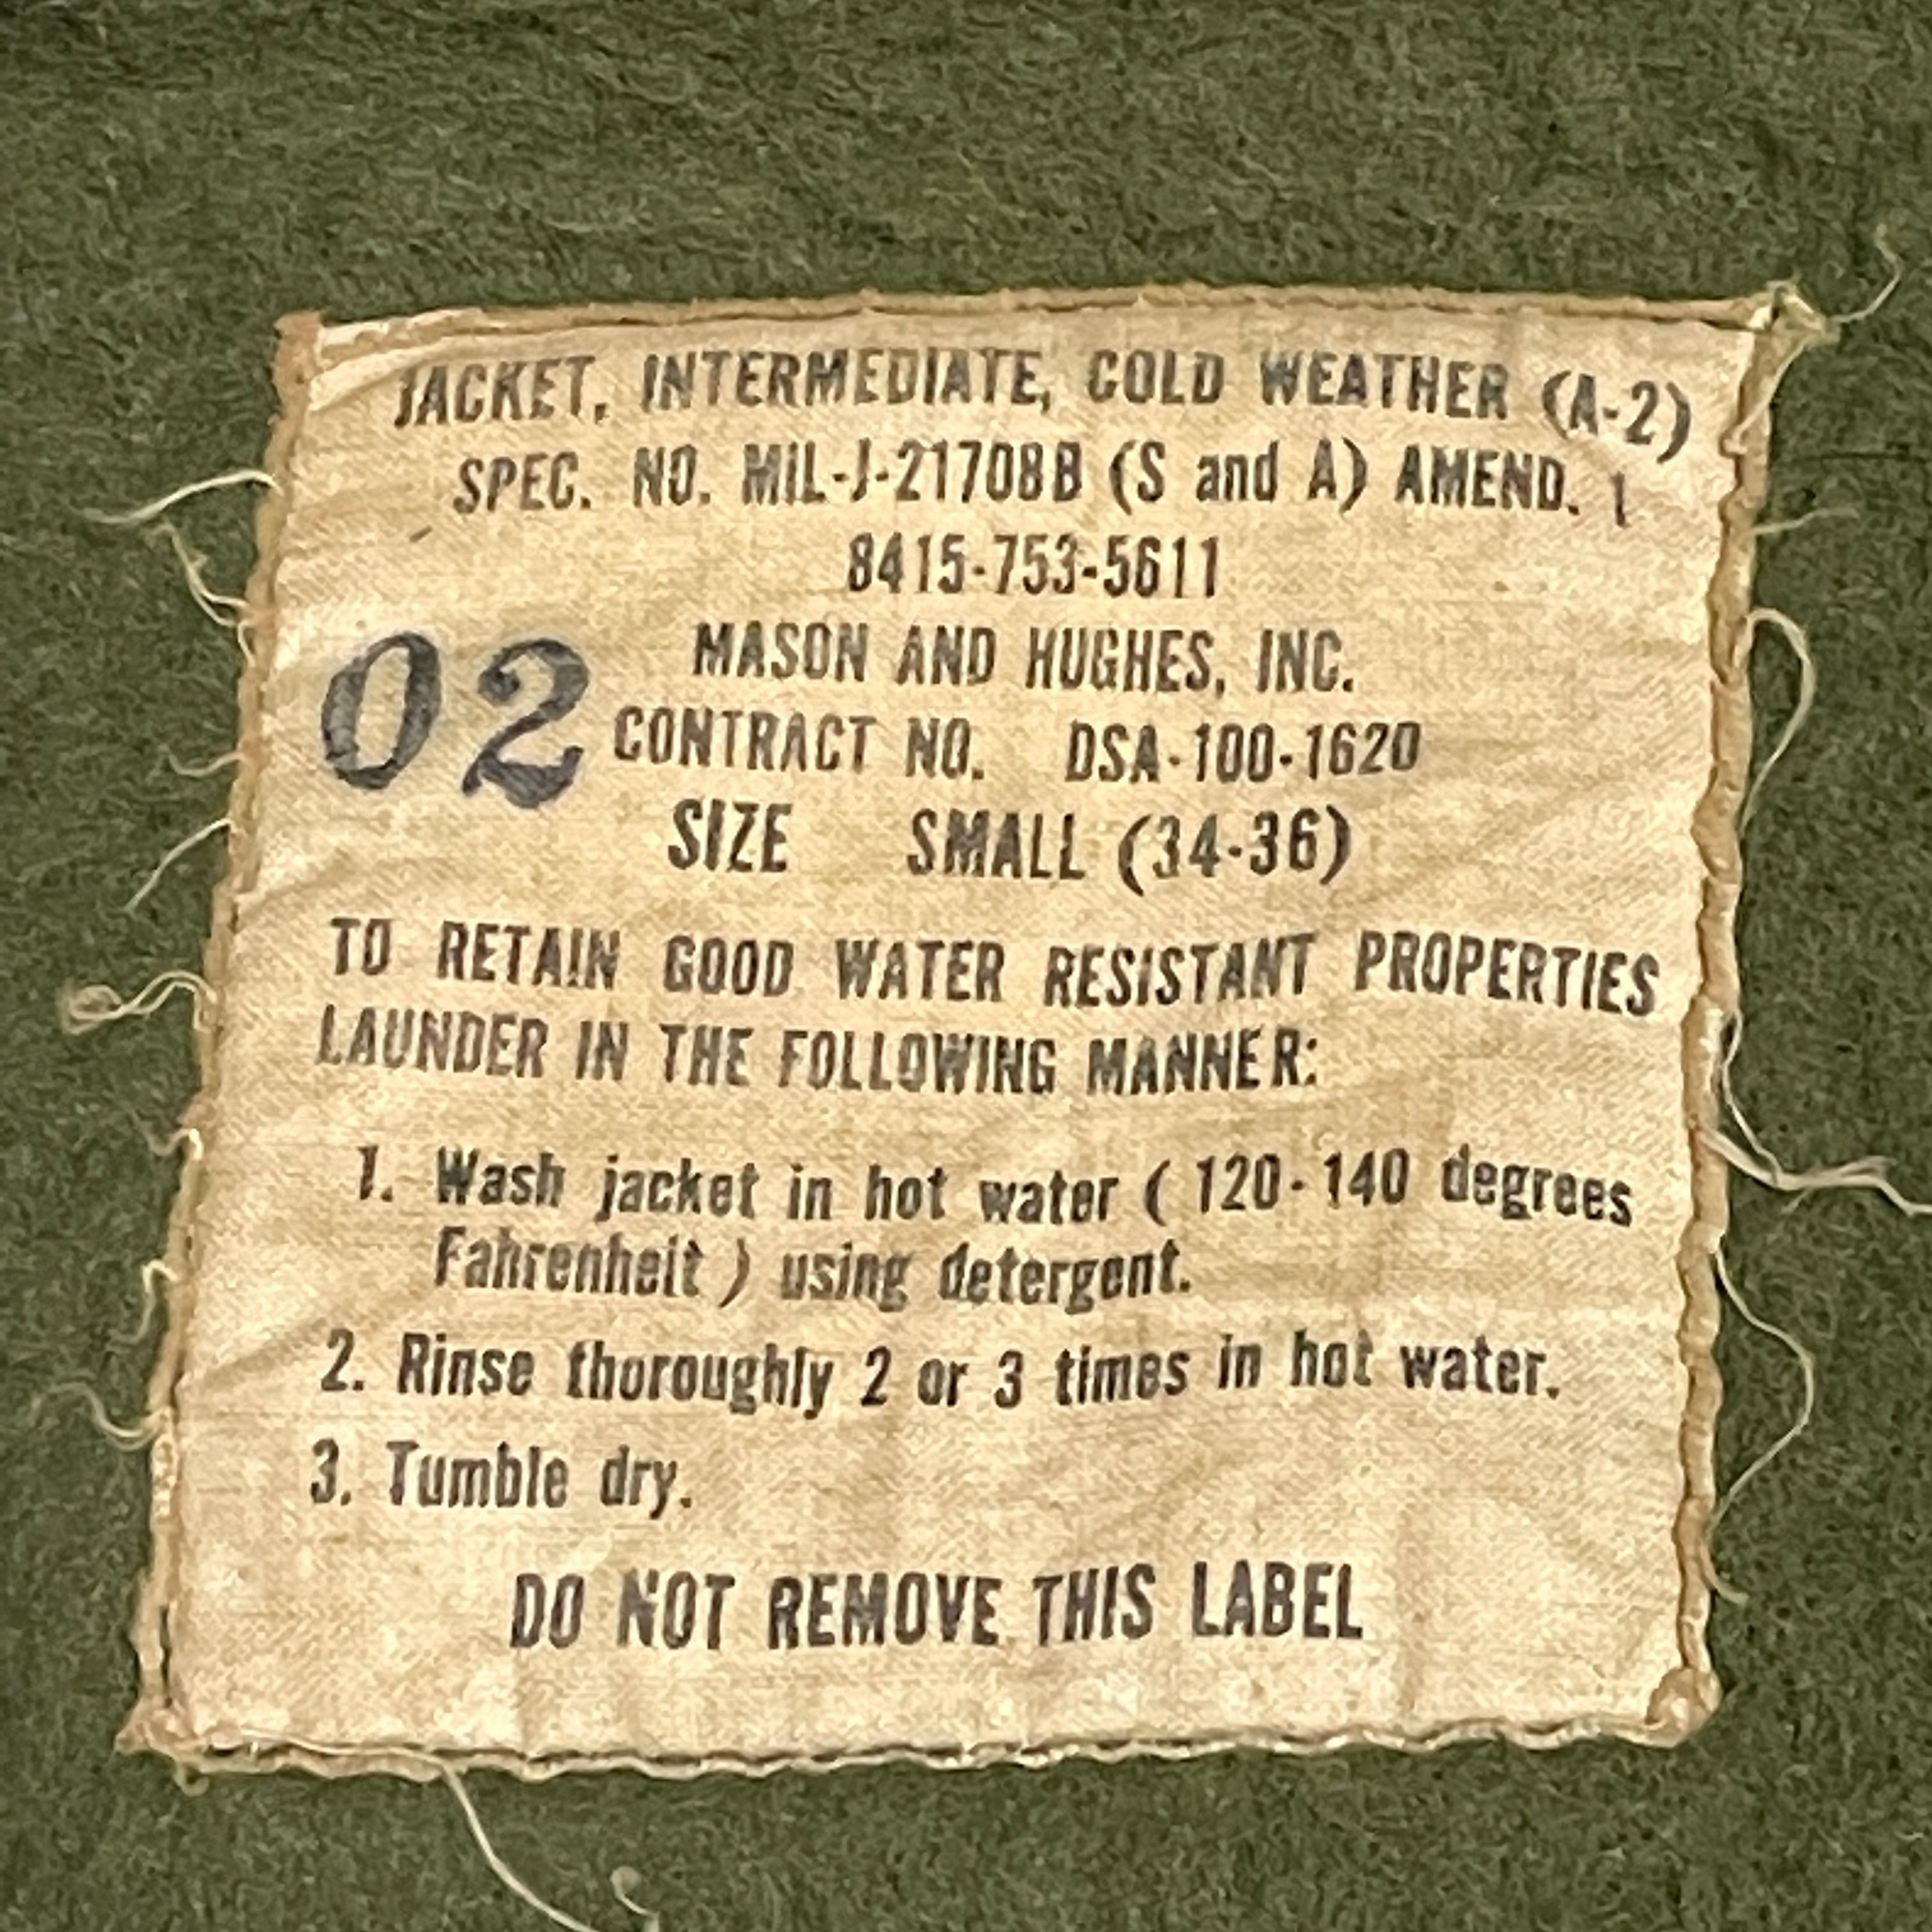 JACKET, INTERMEDIATE, COLD WEATHER (A-2)
SPEC. NO. MIL-J-21708B (S and A) AMEND. 1
8415-753-5611
MASON AND HUGHES, INC.
02
CONTRACT NO. DSA-100-1620
SIZE SMALL (34-36)
TO RETAIN GOOD WATER RESISTANT PROPERTIES
LAUNDER IN THE FOLLOWING MANNER:
1. Wash jacket in hot water ( 120-140 degrees
Fahrenheit ) using detergent.
2. Rinse thoroughly 2 or 3 times in hot water.
3. Tumble dry.
DO NOT REMOVE THIS LABEL